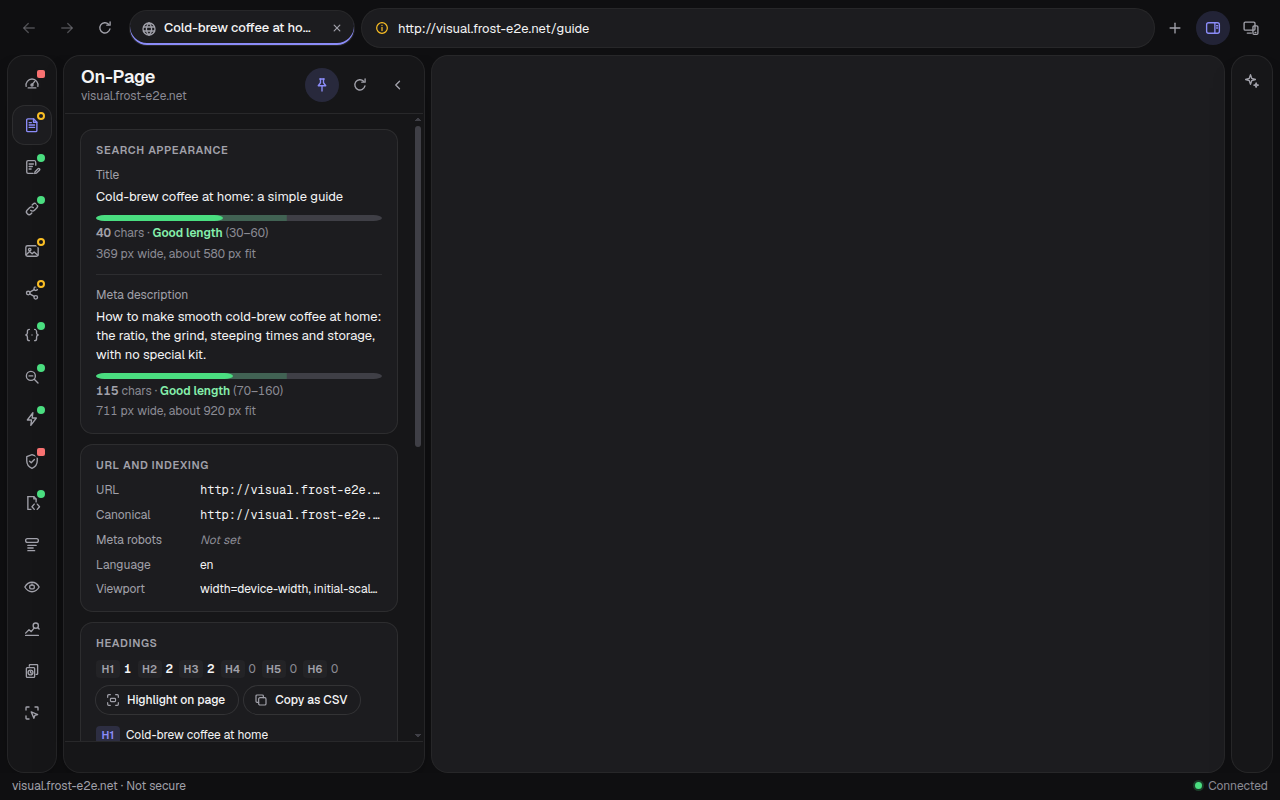 Cold-brew coffee at ho…
http://visual.frost-e2e.net/guide
On-Page
visual.frost-e2e.net
SEARCH APPEARANCE
Title
Cold-brew coffee at home: a simple guide
40 chars · Good length (30–60)
369 px wide, about 580 px fit
Meta description
How to make smooth cold-brew coffee at home:
the ratio, the grind, steeping times and storage,
with no special kit.
115 chars · Good length (70–160)
711 px wide, about 920 px fit
URL AND INDEXING
URL http://visual.frost-e2e.…
Canonical http://visual.frost-e2e.…
Meta robots Not set
Language en
Viewport width=device-width, initial-scal…
HEADINGS
H1 1 H2 2 H3 2 H4 0 H5 0 H6 0
Highlight on page Copy as CSV
H1 Cold-brew coffee at home
visual.frost-e2e.net · Not secure
Connected